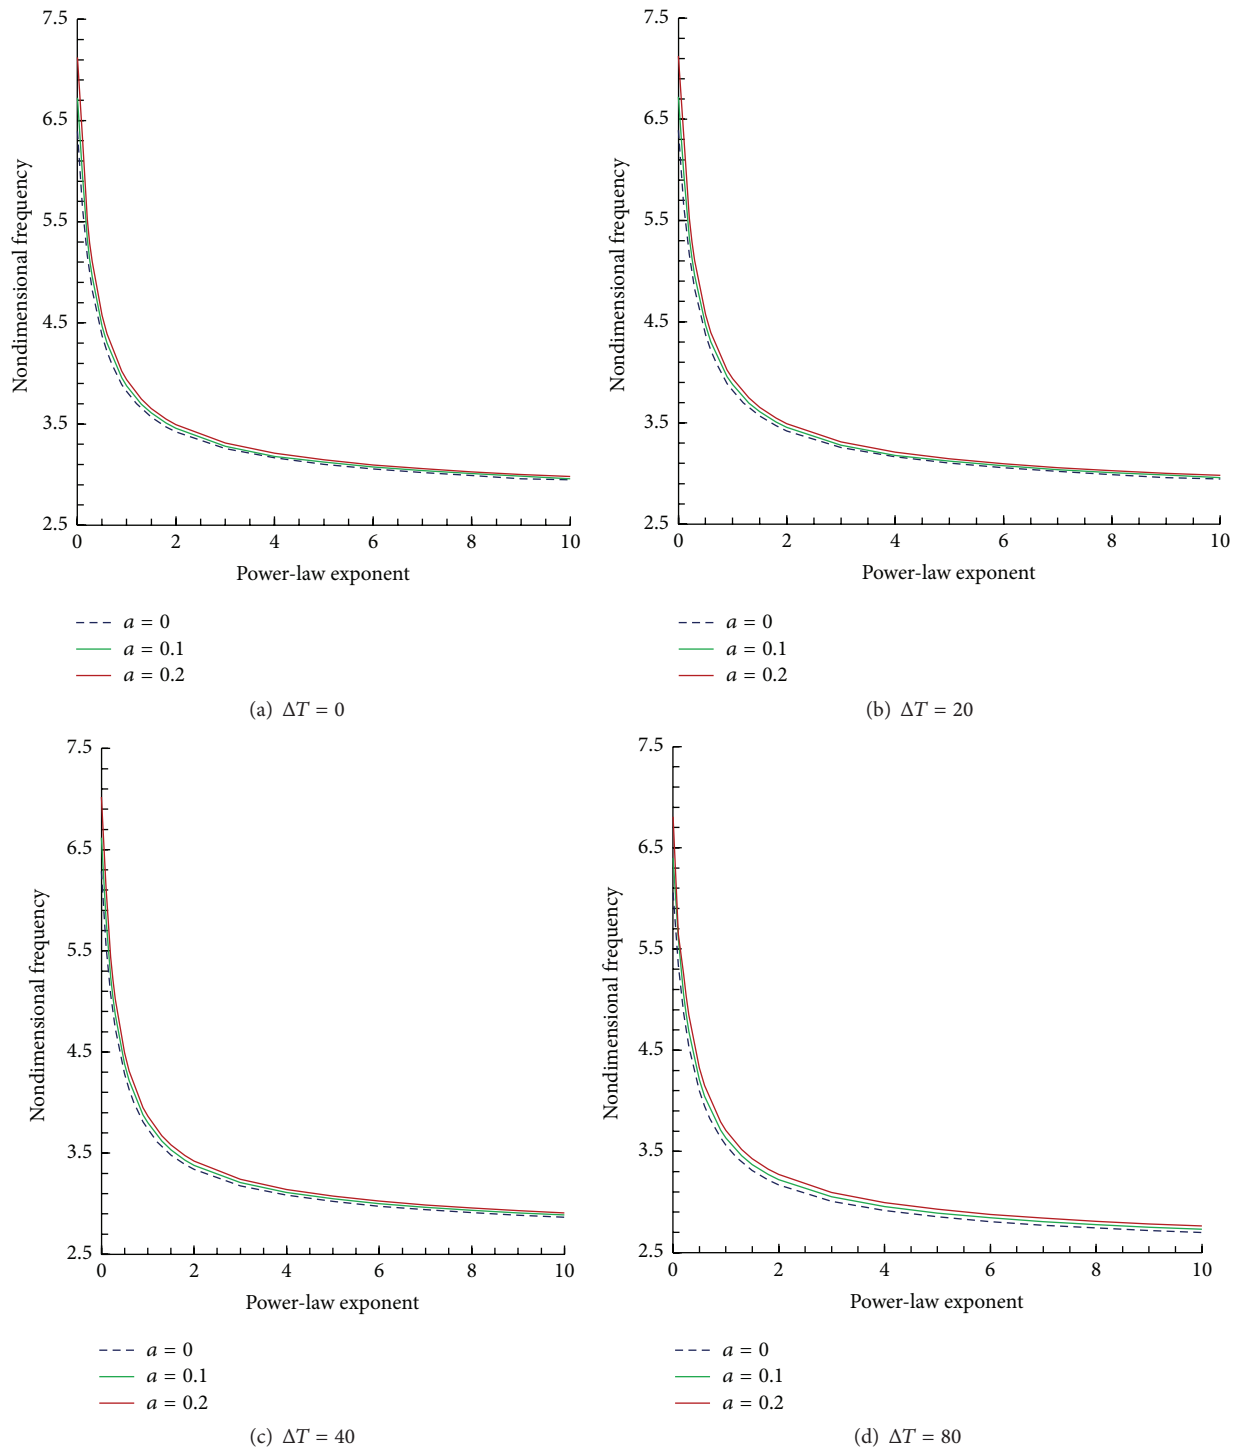 7.5
6.5
5.5
4.5
3.5
2.5
Nondimensional frequency
0 2 4 6 8 10
Power-law exponent
a = 0
a = 0.1
a = 0.2
(a) ΔT = 0
7.5
6.5
5.5
4.5
3.5
2.5
Nondimensional frequency
0 2 4 6 8 10
Power-law exponent
a = 0
a = 0.1
a = 0.2
(b) ΔT = 20
7.5
6.5
5.5
4.5
3.5
2.5
Nondimensional frequency
0 2 4 6 8 10
Power-law exponent
a = 0
a = 0.1
a = 0.2
(c) ΔT = 40
7.5
6.5
5.5
4.5
3.5
2.5
Nondimensional frequency
0 2 4 6 8 10
Power-law exponent
a = 0
a = 0.1
a = 0.2
(d) ΔT = 80